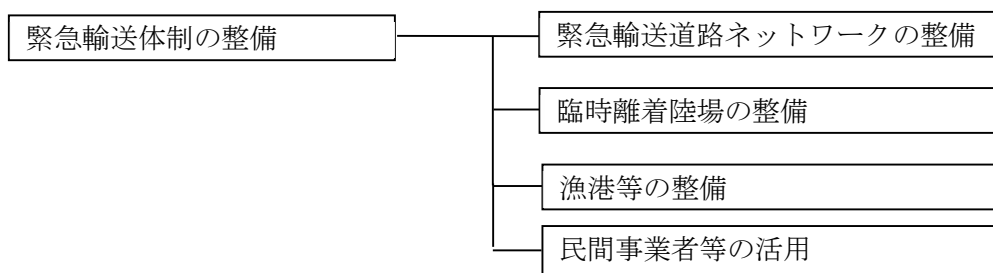 緊急輸送体制の整備
緊急輸送道路ネットワークの整備
臨時離着陸場の整備
漁港等の整備
民間事業者等の活用